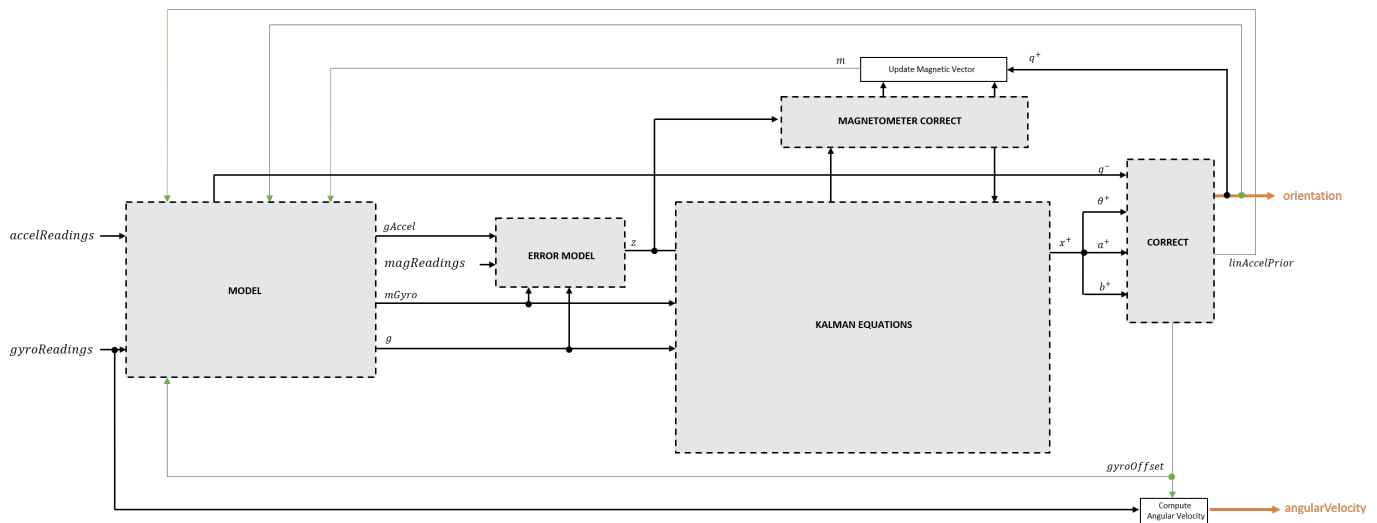 m
Update Magnetic Vector
q⁺
MAGNETOMETER CORRECT
q⁻
orientation
θ⁺
accelReadings
gAccel
magReadings
ERROR MODEL
z
x⁺
a⁺
CORRECT
linAccelPrior
MODEL
mGyro
b⁺
KALMAN EQUATIONS
gyroReadings
g
gyroOffset
Compute
Angular Velocity
angularVelocity